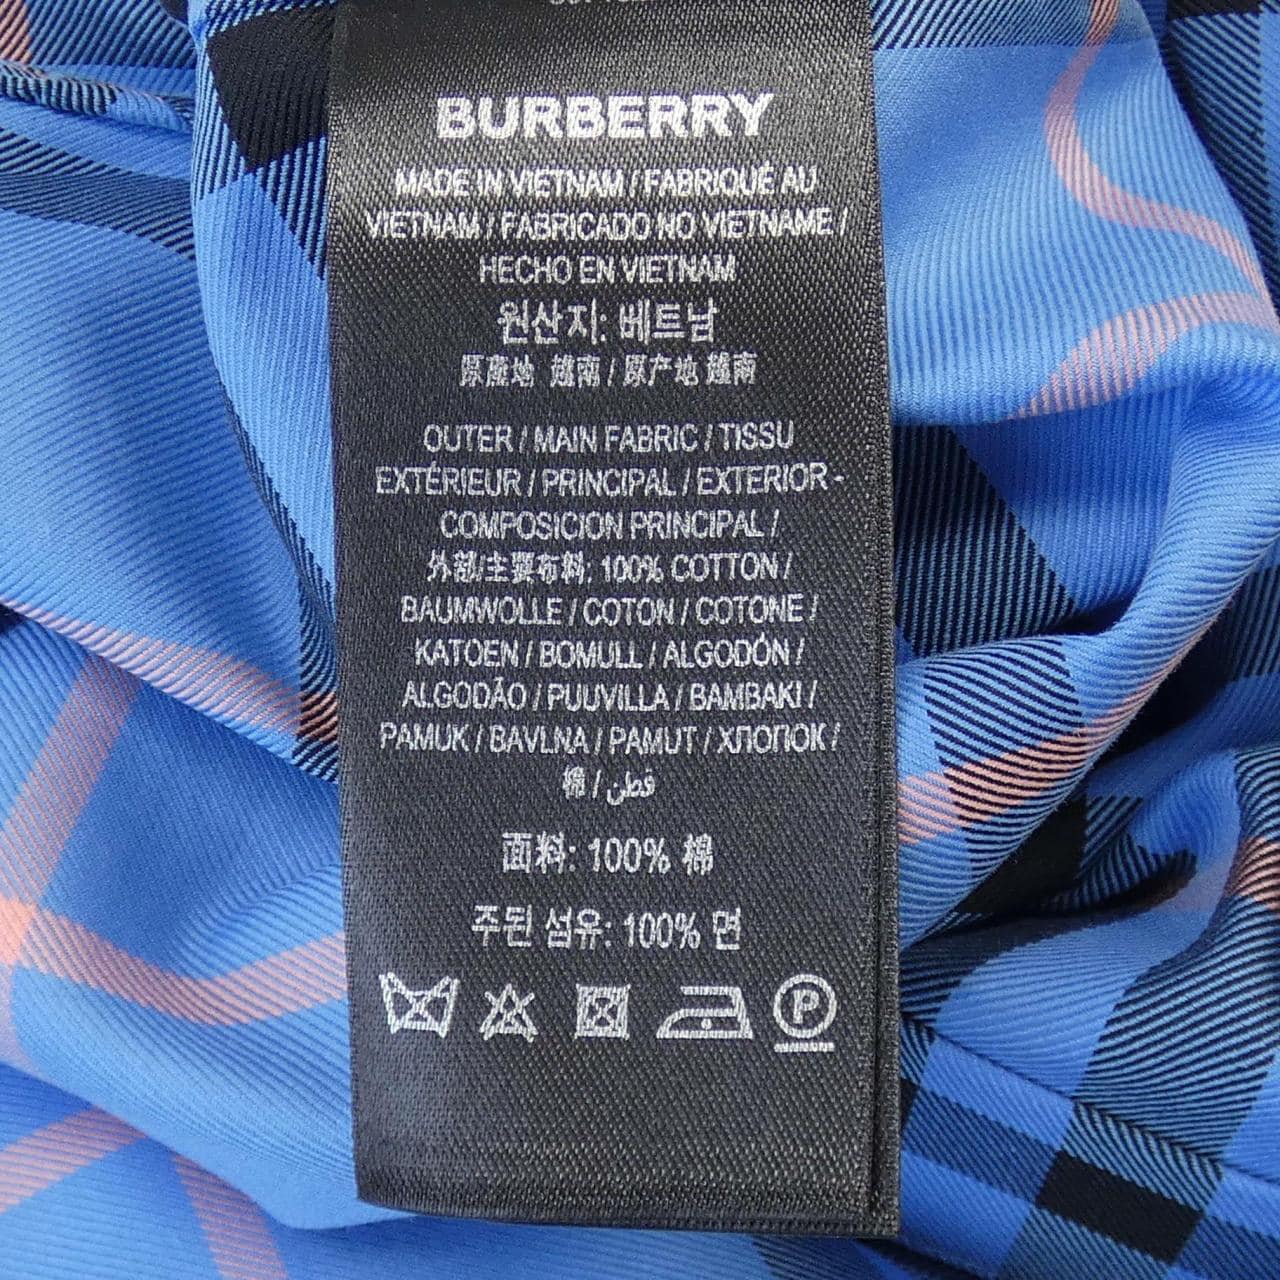 BURBERRY
MADE IN VIETNAM / FABRIQUÉ AU
VIETNAM / FABRICADO NO VIETNAME /
HECHO EN VIETNAM
원산지: 베트남
原産地 越南 / 原产地 越南
OUTER / MAIN FABRIC / TISSU
EXTÉRIEUR / PRINCIPAL / EXTERIOR -
COMPOSICION PRINCIPAL /
外部/主要布料: 100% COTTON /
BAUMWOLLE / COTON / COTONE /
KATOEN / BOMULL / ALGODÓN /
ALGODÃO / PUUVILLA / BAMBAKI /
PAMUK / BAVLNA / PAMUT / ХЛОПОК /
棉 / قطن
面料: 100% 棉
주된 섬유: 100% 면
P